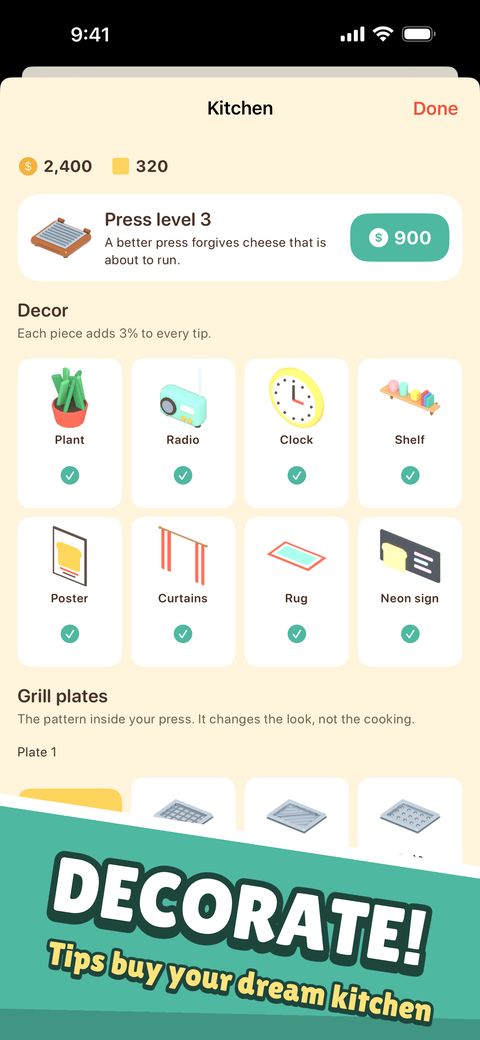 9:41
Kitchen
Done
2,400
320
Press level 3
A better press forgives cheese that is
about to run.
900
Decor
Each piece adds 3% to every tip.
Plant
Radio
Clock
Shelf
Poster
Curtains
Rug
Neon sign
Grill plates
The pattern inside your press. It changes the look, not the cooking.
Plate 1
DECORATE!
Tips buy your dream kitchen